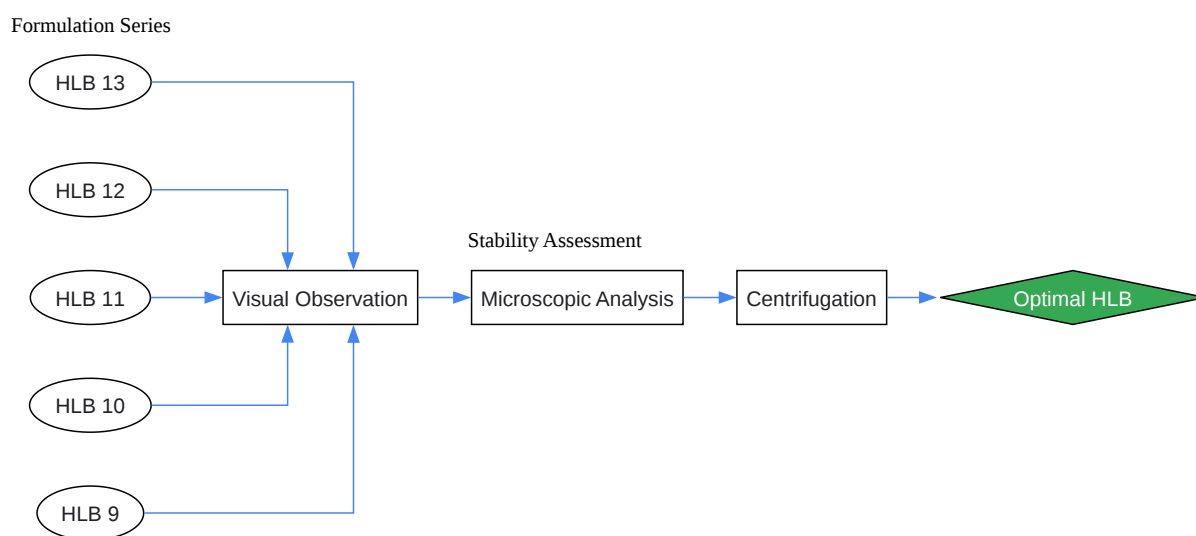 Formulation Series
HLB 13
HLB 12
Stability Assessment
HLB 11
Visual Observation
Microscopic Analysis
Centrifugation
Optimal HLB
HLB 10
HLB 9